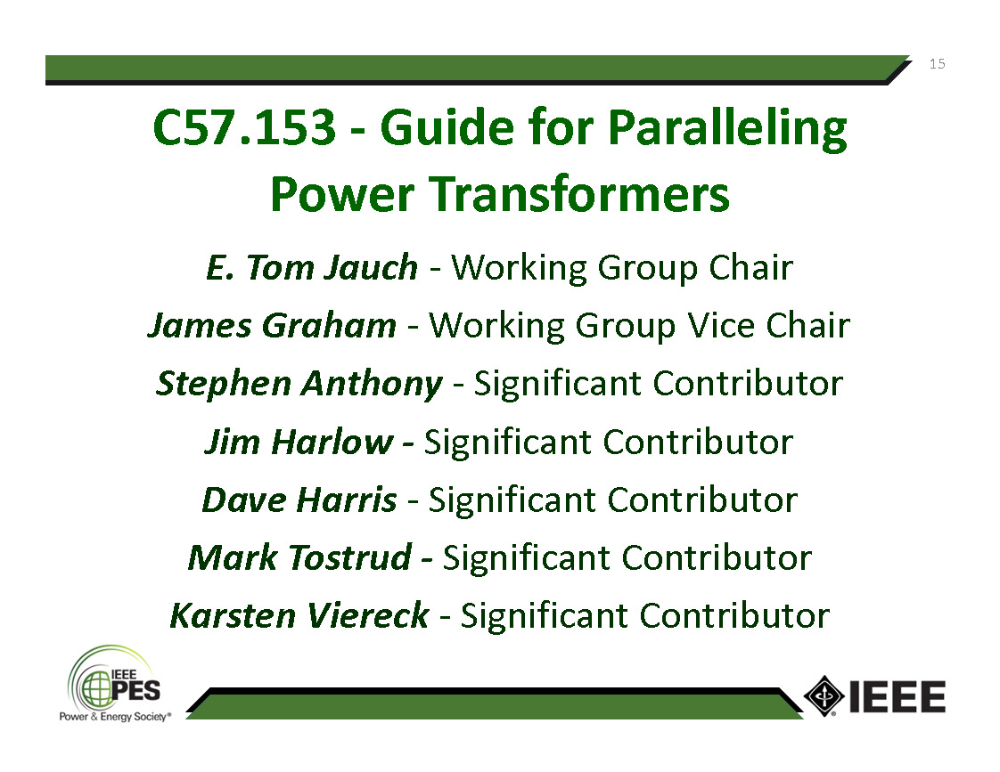 15
C57.153 - Guide for Paralleling
Power Transformers
E. Tom Jauch - Working Group Chair
James Graham - Working Group Vice Chair
Stephen Anthony - Significant Contributor
Jim Harlow - Significant Contributor
Dave Harris - Significant Contributor
Mark Tostrud - Significant Contributor
Karsten Viereck - Significant Contributor
IEEE
PES
Power & Energy Society®
IEEE